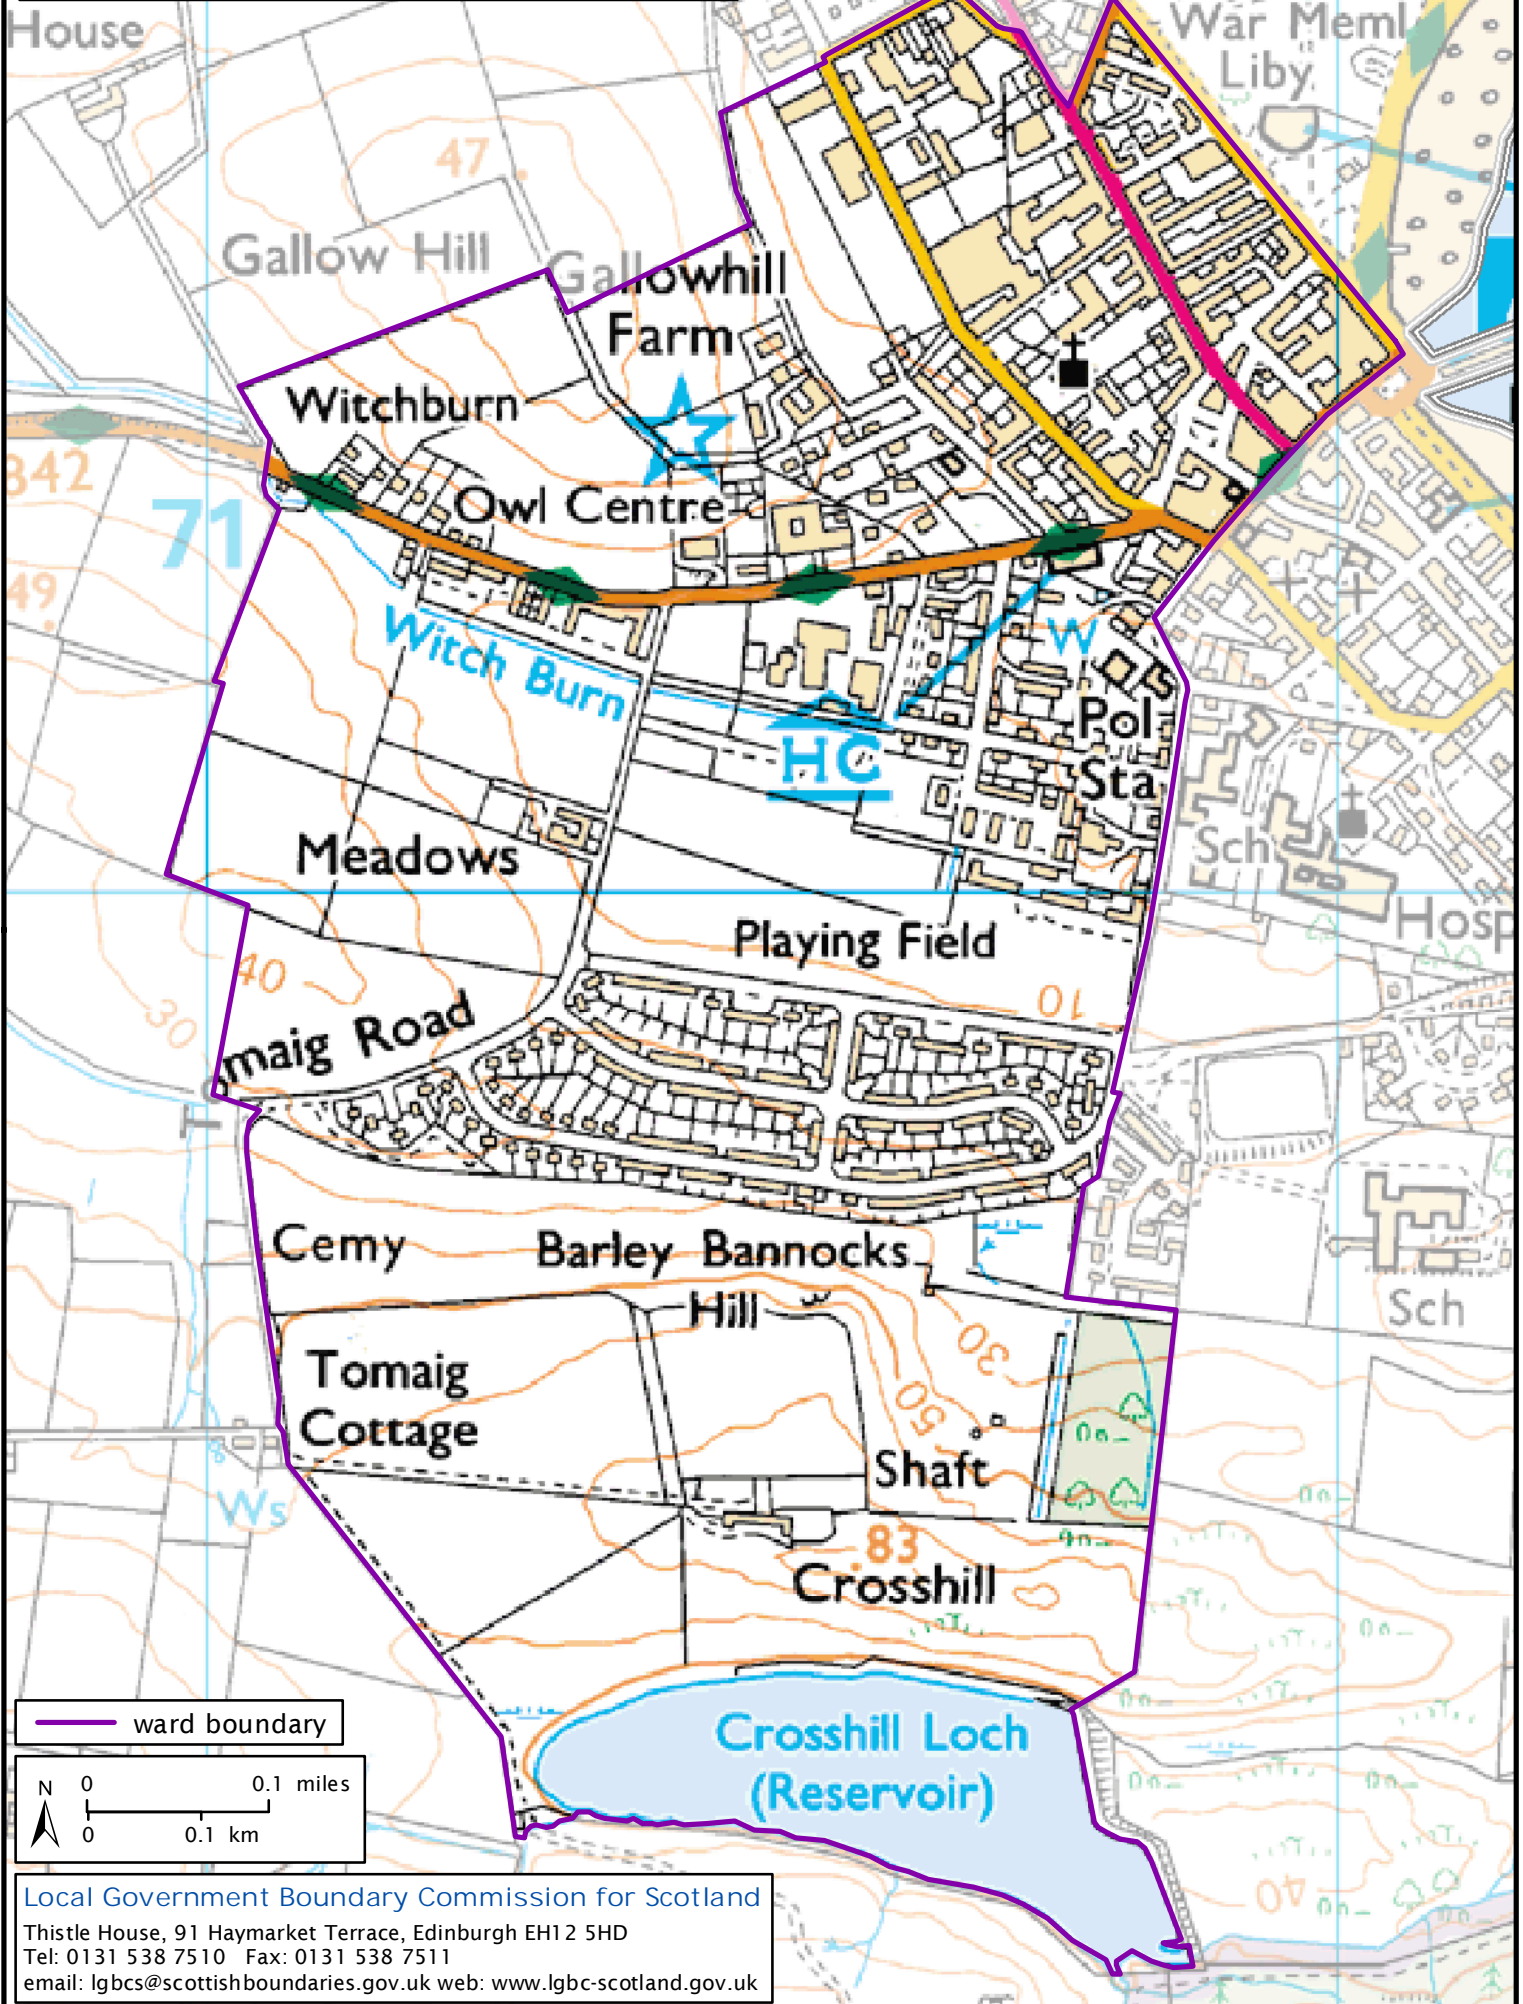 House
War Meml
Liby
47
Gallow Hill
Gallowhill
Farm
Witchburn
342
71
Owl Centre
49
Witch Burn
W
Pol
Sta
HC
Meadows
Sch
Hosp
Playing Field
40
10
30
maig Road
T
Cemy
Barley Bannocks
Hill
Sch
30
Tomaig
Cottage
50
Shaft
Ws
83
Crosshill
ward boundary
Crosshill Loch
(Reservoir)
N
0
0.1 miles
0
0.1 km
40
Local Government Boundary Commission for Scotland
Thistle House, 91 Haymarket Terrace, Edinburgh EH12 5HD
Tel: 0131 538 7510 Fax: 0131 538 7511
email: lgbcs@scottishboundaries.gov.uk web: www.lgbc-scotland.gov.uk